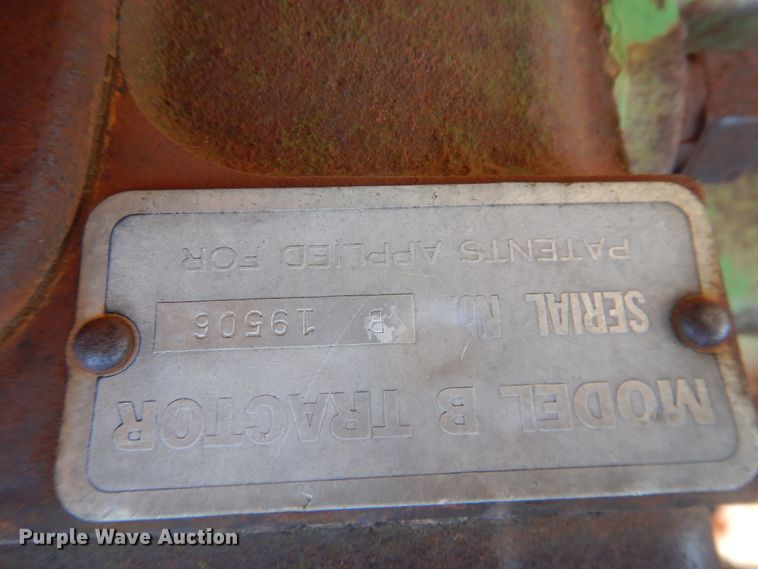 MODEL B TRACTOR
SERIAL No. B 19506
PATENTS APPLIED FOR
Purple Wave Auction